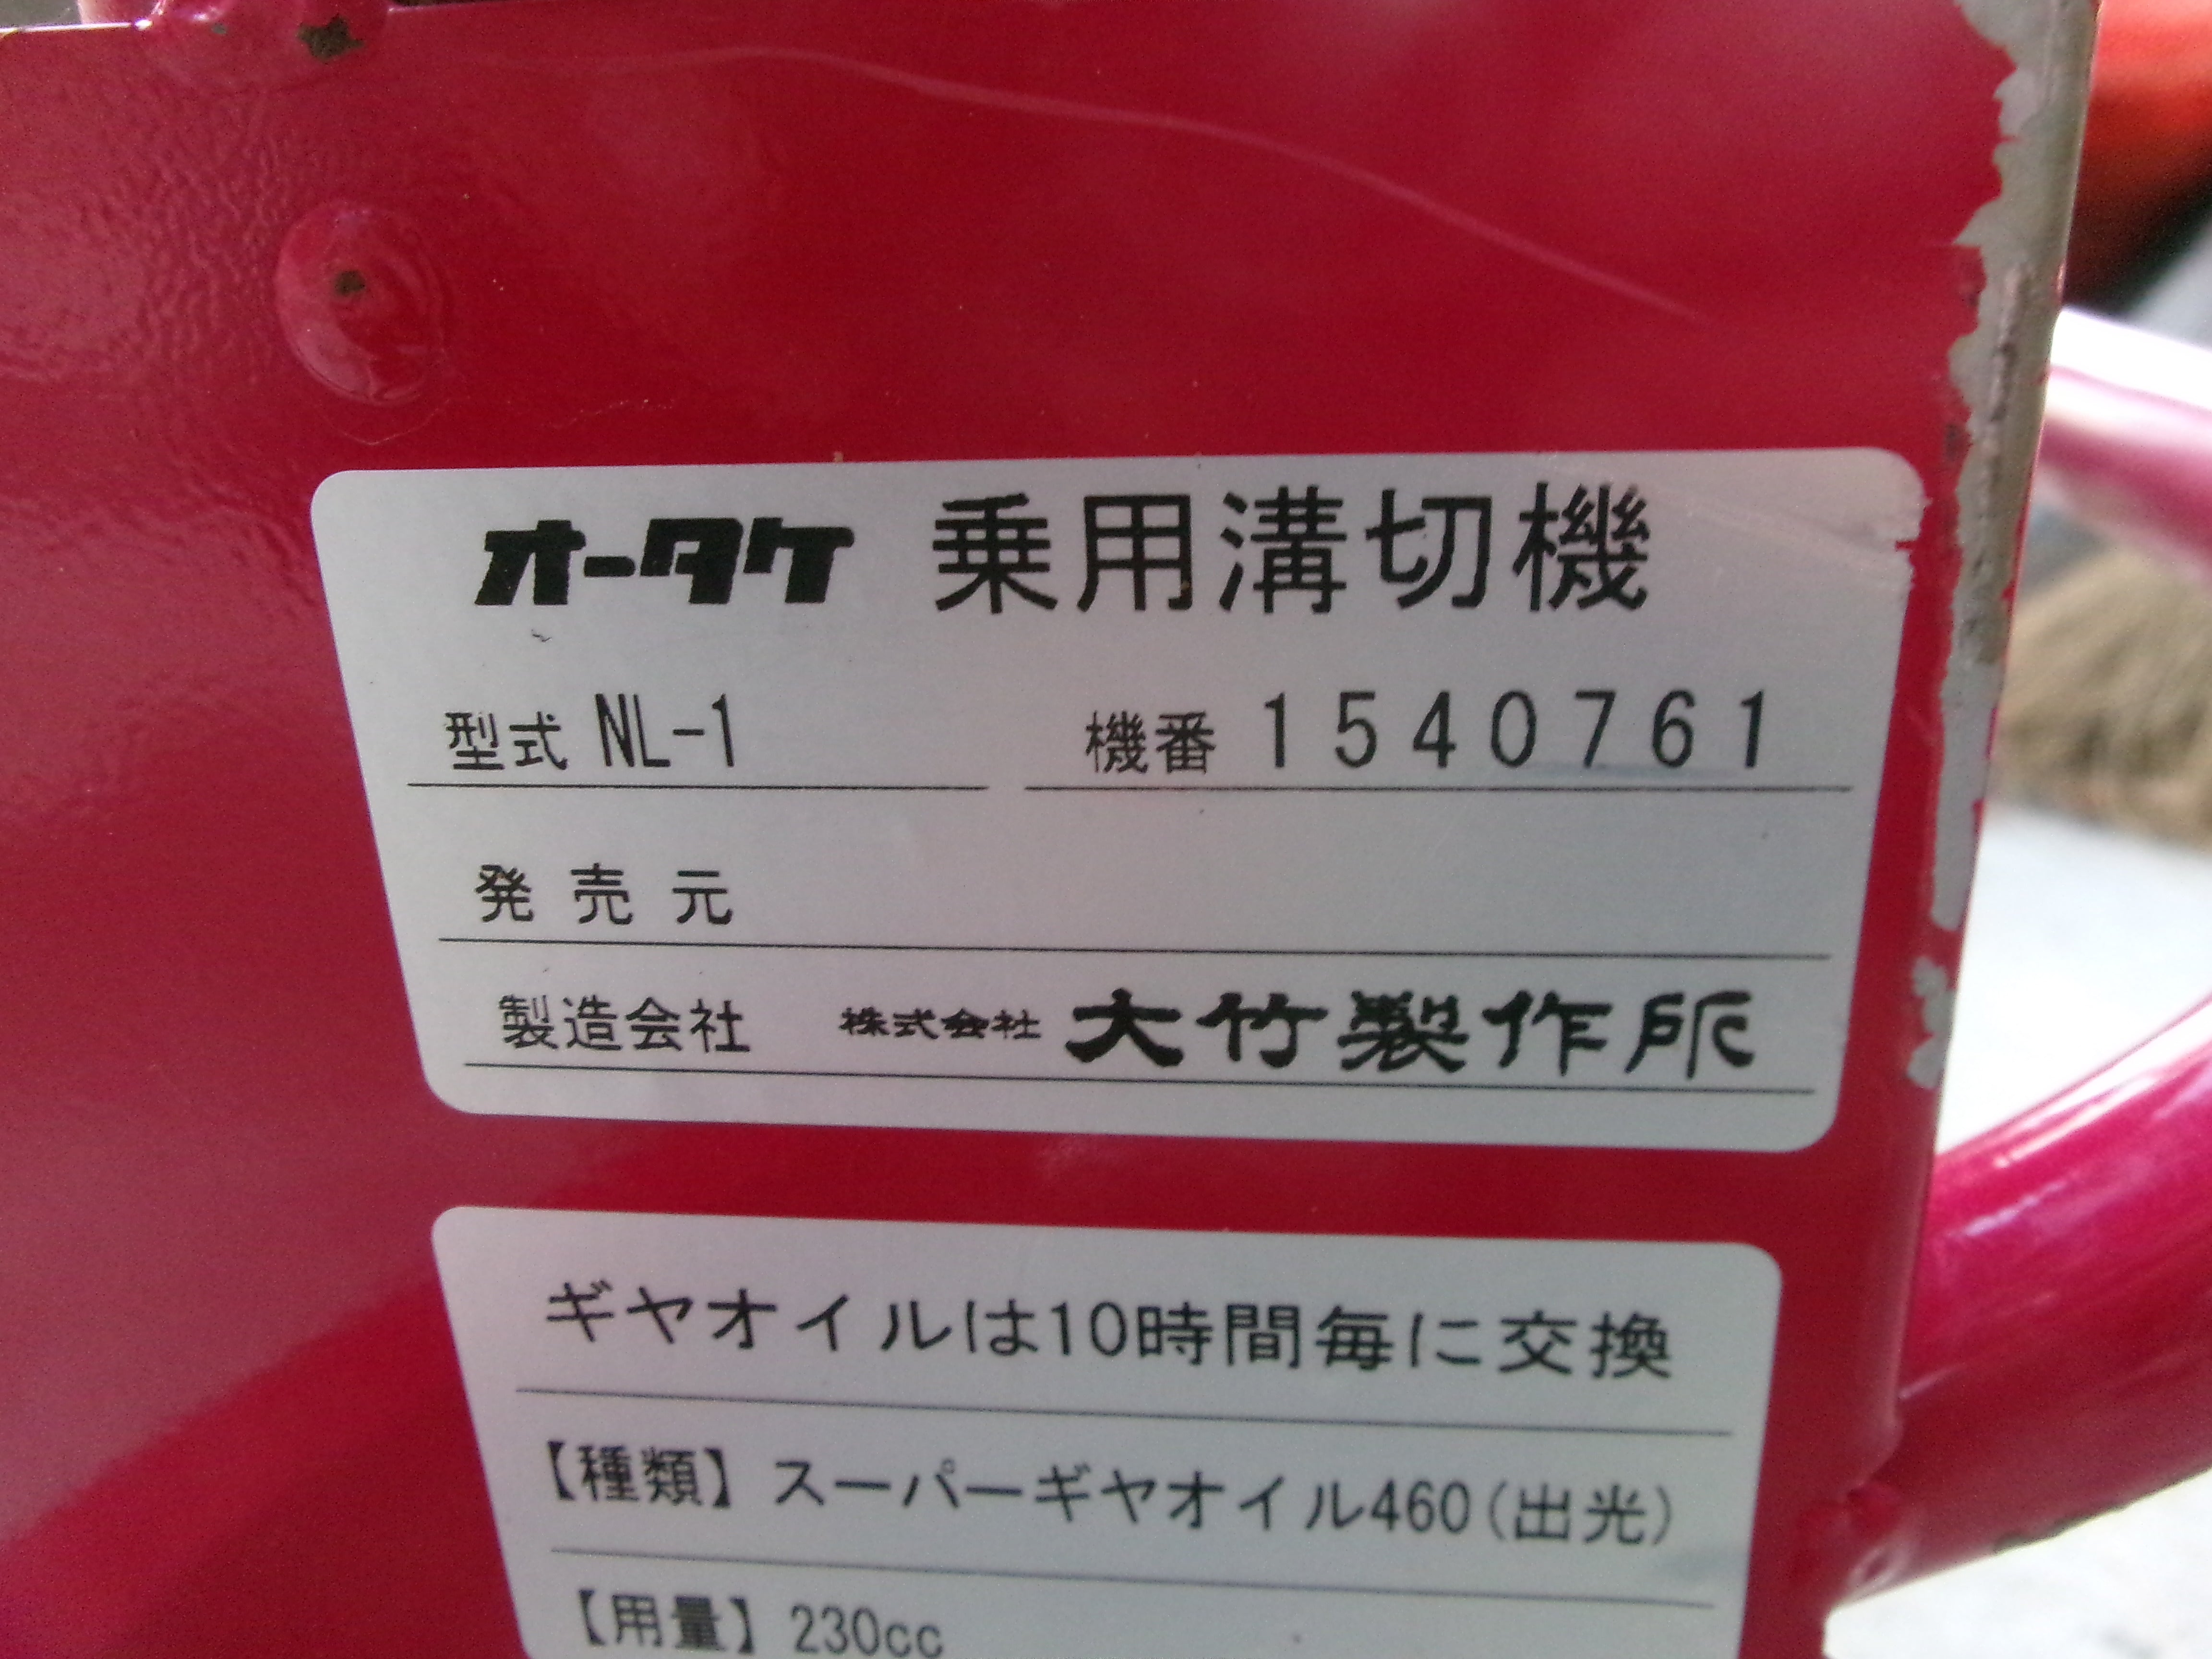 オータケ 乗用溝切機
型式 NL-1 機番 1540761
発売元
製造会社 株式会社 大竹製作所
ギヤオイルは10時間毎に交換
【種類】スーパーギヤオイル460(出光)
【用量】230cc